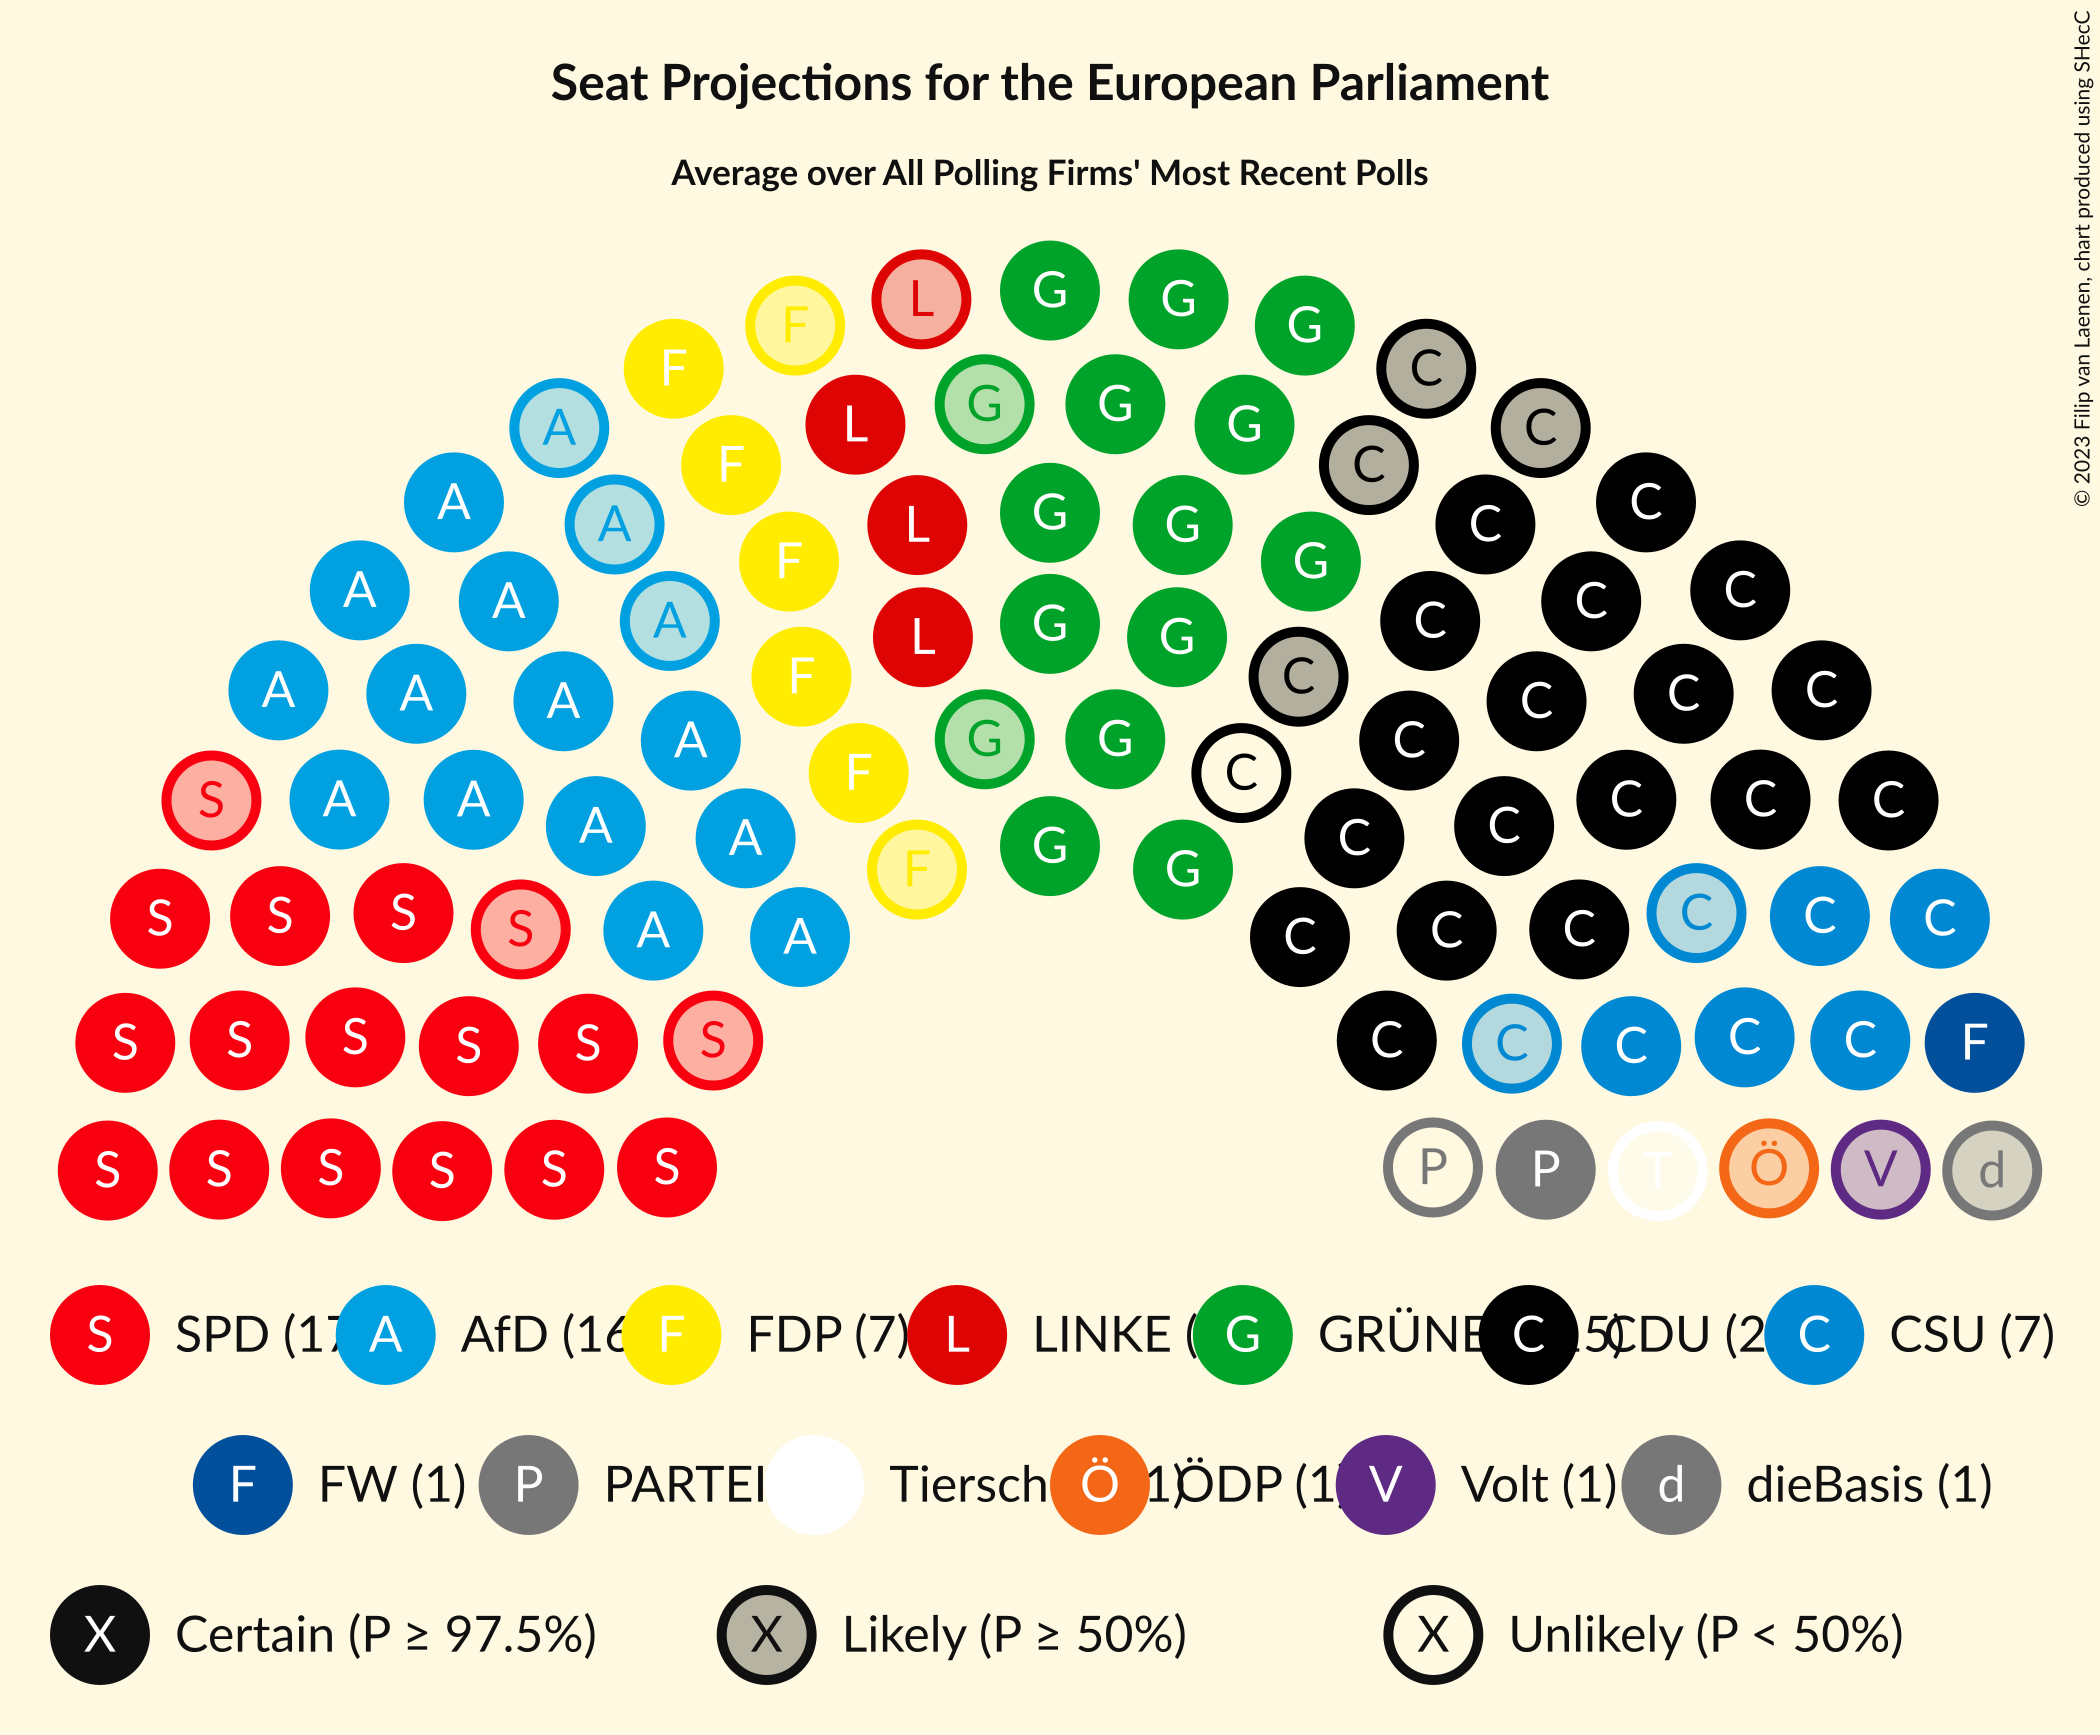 Seat Projections for the European Parliament
Average over All Polling Firms' Most Recent Polls
© 2023 Filip van Laenen, chart produced using SHecC
F L G G G
F C
A L G G G C
F C
A A L G G C C
F G
A A C C
A L G G C
A A A F C C C C
A G G C
S A A F C C C C
A A G C C
F G
S S S S A A C C C C C C
S S S S S S C C C C C F
S S S S S S P P T Ö V d
S SPD (17 A AfD (16 F FDP (7) L LINKE ( G GRÜNE 5) C CDU (2 C CSU (7)
F FW (1) P PARTEI Tiersch 1) Ö ÖDP (1) V Volt (1) d dieBasis (1)
X Certain (P ≥ 97.5%) X Likely (P ≥ 50%) X Unlikely (P < 50%)